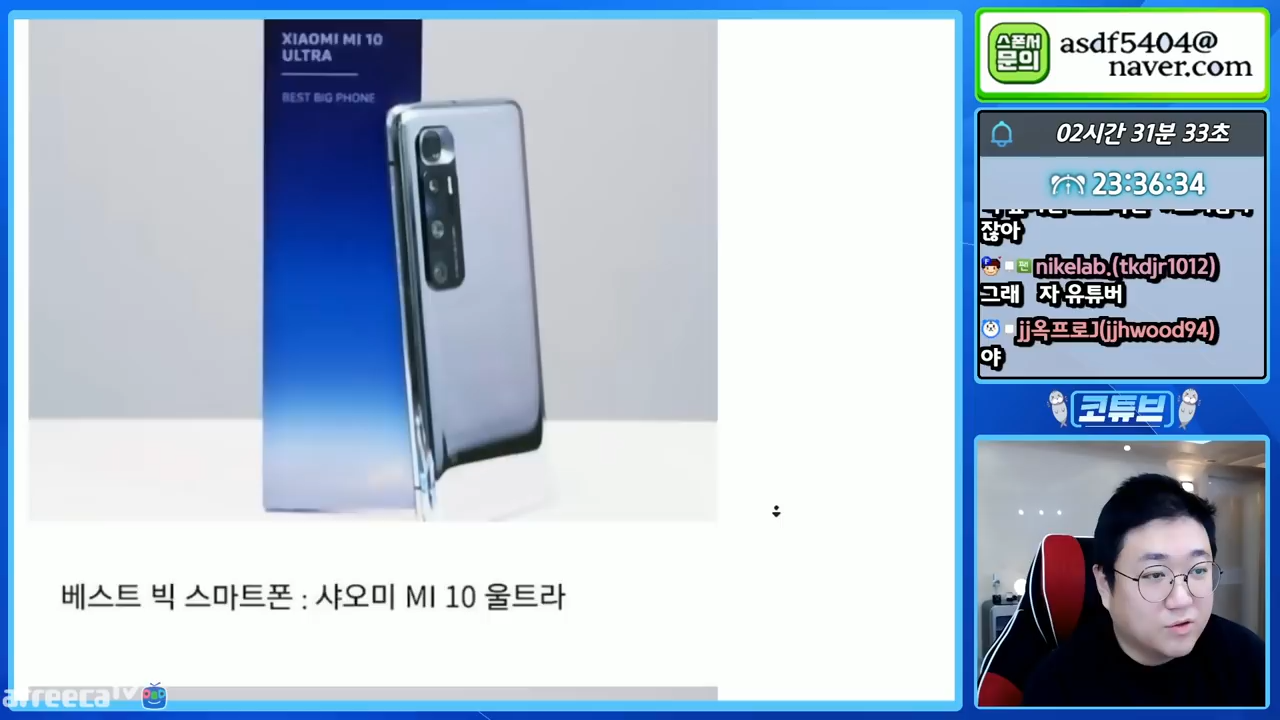 XIAOMI MI 10
ULTRA
BEST BIG PHONE
베스트 빅 스마트폰 : 샤오미 MI 10 울트라
afreecaTV
스폰서
문의
asdf5404@
naver.com
02시간 31분 33초
23:36:34
잖아
nikelab.(tkdjr1012)
그래 자 유튜버
jj옥프로J(jjhwood94)
야
코튜브